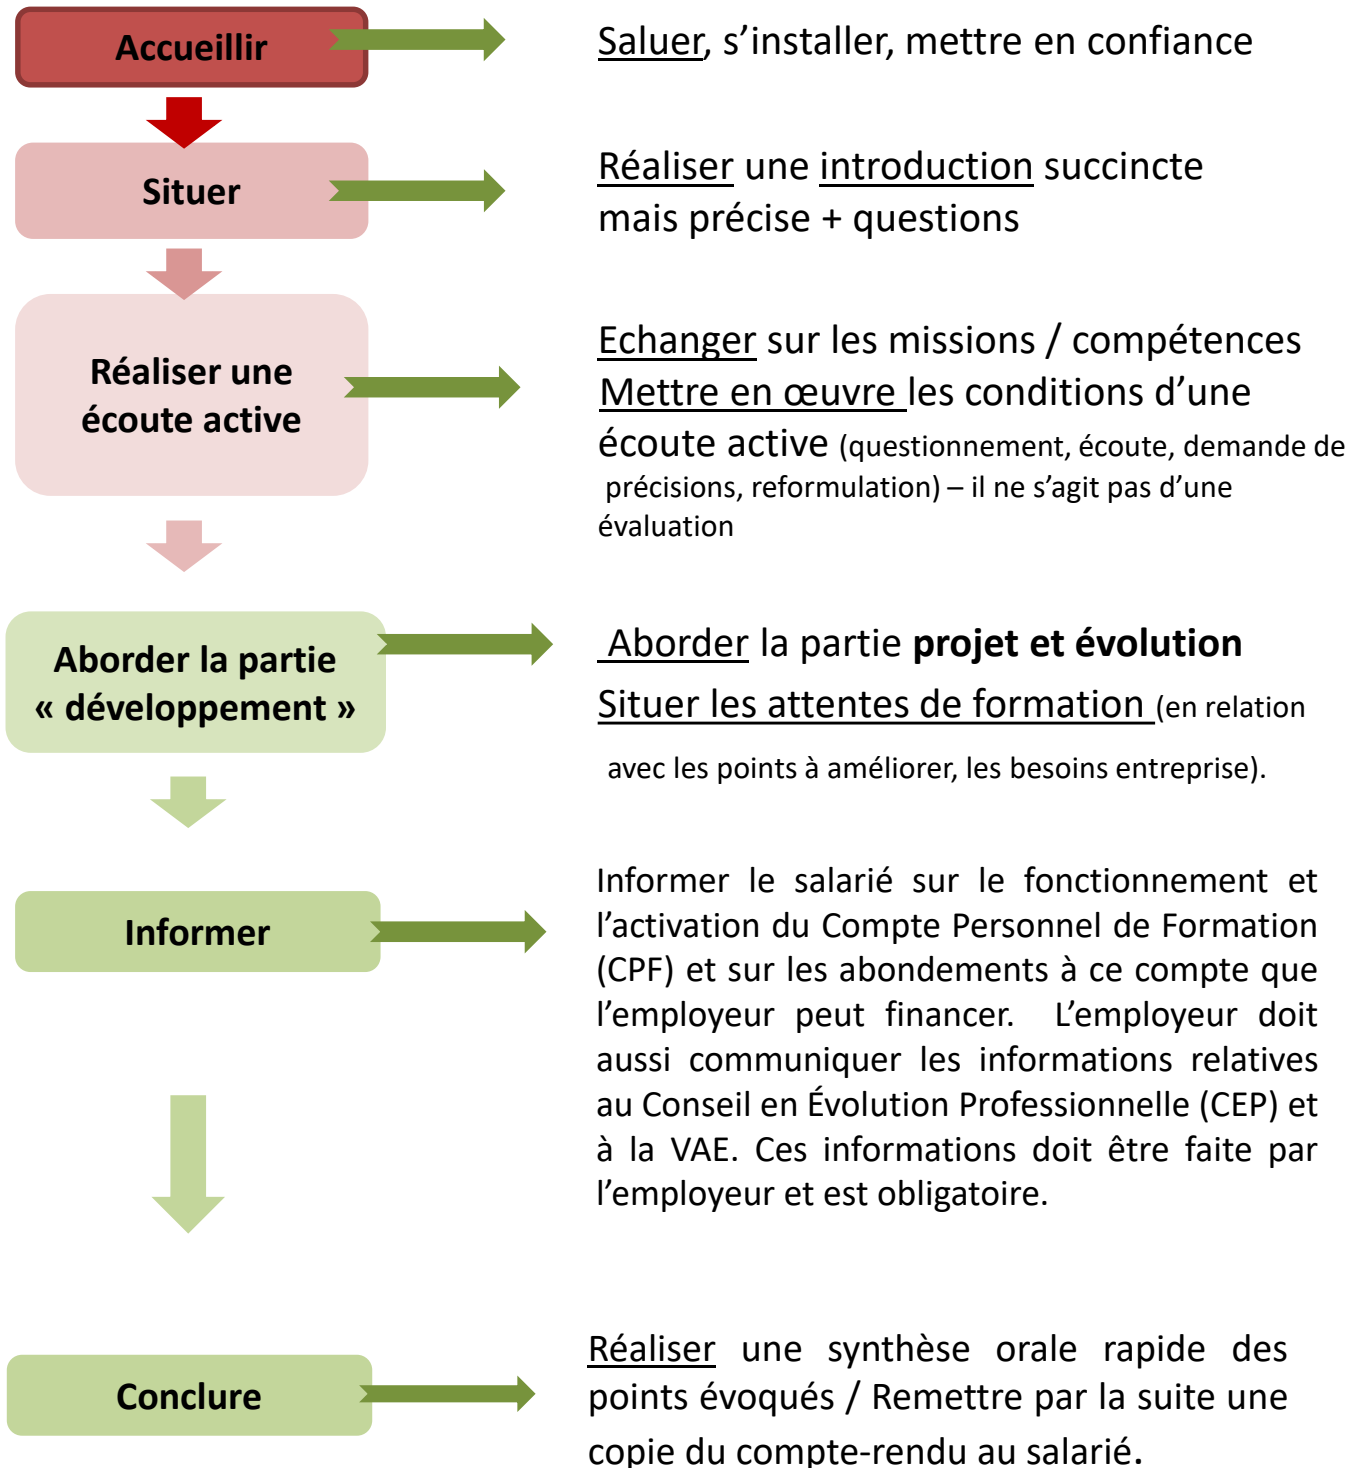 Accueillir
Saluer, s’installer, mettre en confiance
Situer
Réaliser une introduction succincte
mais précise + questions
Réaliser une
écoute active
Echanger sur les missions / compétences
Mettre en œuvre les conditions d’une
écoute active (questionnement, écoute, demande de
précisions, reformulation) – il ne s’agit pas d’une
évaluation
Aborder la partie
« développement »
Aborder la partie projet et évolution
Situer les attentes de formation (en relation
avec les points à améliorer, les besoins entreprise).
Informer
Informer le salarié sur le fonctionnement et
l’activation du Compte Personnel de Formation
(CPF) et sur les abondements à ce compte que
l’employeur peut financer. L’employeur doit
aussi communiquer les informations relatives
au Conseil en Évolution Professionnelle (CEP) et
à la VAE. Ces informations doit être faite par
l’employeur et est obligatoire.
Conclure
Réaliser une synthèse orale rapide des
points évoqués / Remettre par la suite une
copie du compte-rendu au salarié.